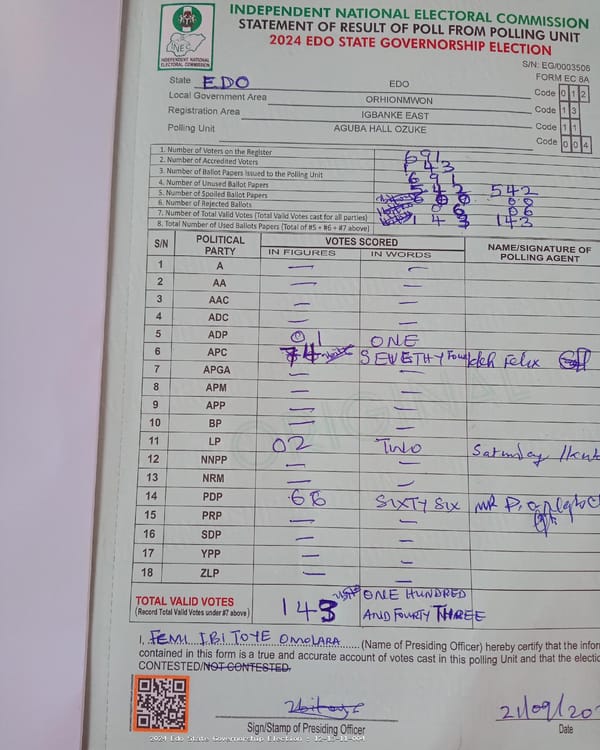 INDEPENDENT NATIONAL ELECTORAL COMMISSION
STATEMENT OF RESULT OF POLL FROM POLLING UNIT
2024 EDO STATE GOVERNORSHIP ELECTION
INEC
INDEPENDENT NATIONAL ELECTORAL COMMISSION
S/N: EG/0003506
FORM EC 8A
State EDO EDO Code 0 1 2
Local Government Area ORHIONMWON Code 1 3
Registration Area IGBANKE EAST Code 1 1
Polling Unit AGUBA HALL OZUKE Code 0 0 4
1. Number of Voters on the Register 691
2. Number of Accredited Voters 143
3. Number of Ballot Papers Issued to the Polling Unit 691
4. Number of Unused Ballot Papers 542 542
5. Number of Spoiled Ballot Papers 00
6. Number of Rejected Ballots 06
7. Number of Total Valid Votes (Total Valid Votes cast for all parties) 143 143
8. Total Number of Used Ballots Papers (Total of #5 + #6 + #7 above)
S/N POLITICAL PARTY VOTES SCORED NAME/SIGNATURE OF POLLING AGENT
IN FIGURES IN WORDS
1 A — —
2 AA — —
3 AAC — —
4 ADC — —
5 ADP 01 ONE
6 APC 74 SEVETHY Four Felix
7 APGA — —
8 APM — —
9 APP — —
10 BP — —
11 LP 02 TWO Saturday
12 NNPP — —
13 NRM — —
14 PDP 66 SIXTY SIX MR
15 PRP — —
16 SDP — —
17 YPP — —
18 ZLP — —
TOTAL VALID VOTES 143 ONE HUNDRED
(Record Total Valid Votes under #7 above) AND FOURTY THREE
ORIGINAL
I, FEMI IBITOYE OMOLARA (Name of Presiding Officer) hereby certify that the infor
contained in this form is a true and accurate account of votes cast in this polling Unit and that the electio
CONTESTED/NOT CONTESTED.
21/09/20
Sign/Stamp of Presiding Officer Date
2024 Edo State Governorship Election - 12-13-11-004